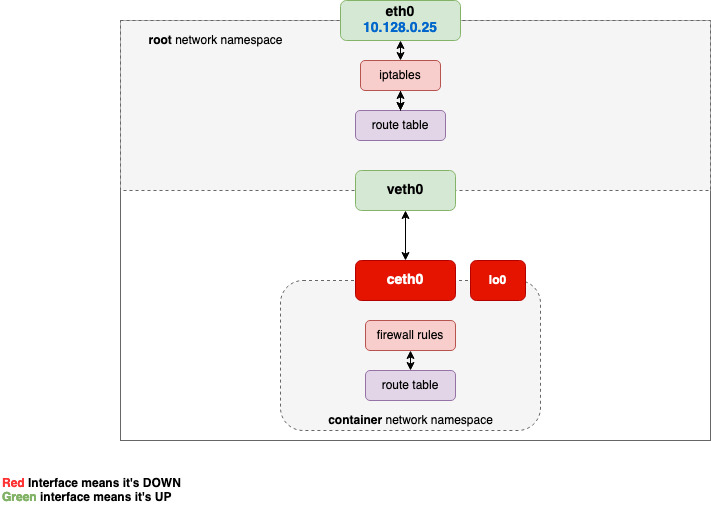 eth0
10.128.0.25
root network namespace
iptables
route table
veth0
ceth0
lo0
firewall rules
route table
container network namespace
Red Interface means it's DOWN
Green interface means it's UP